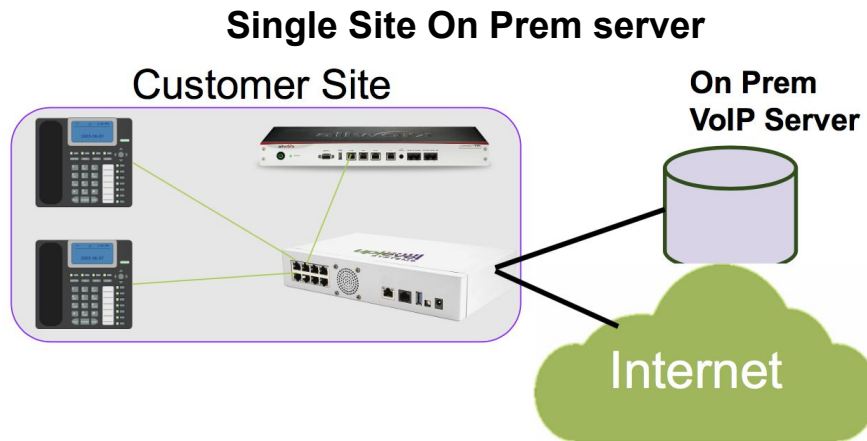 Single Site On Prem server
Customer Site
On Prem
VoIP Server
Internet